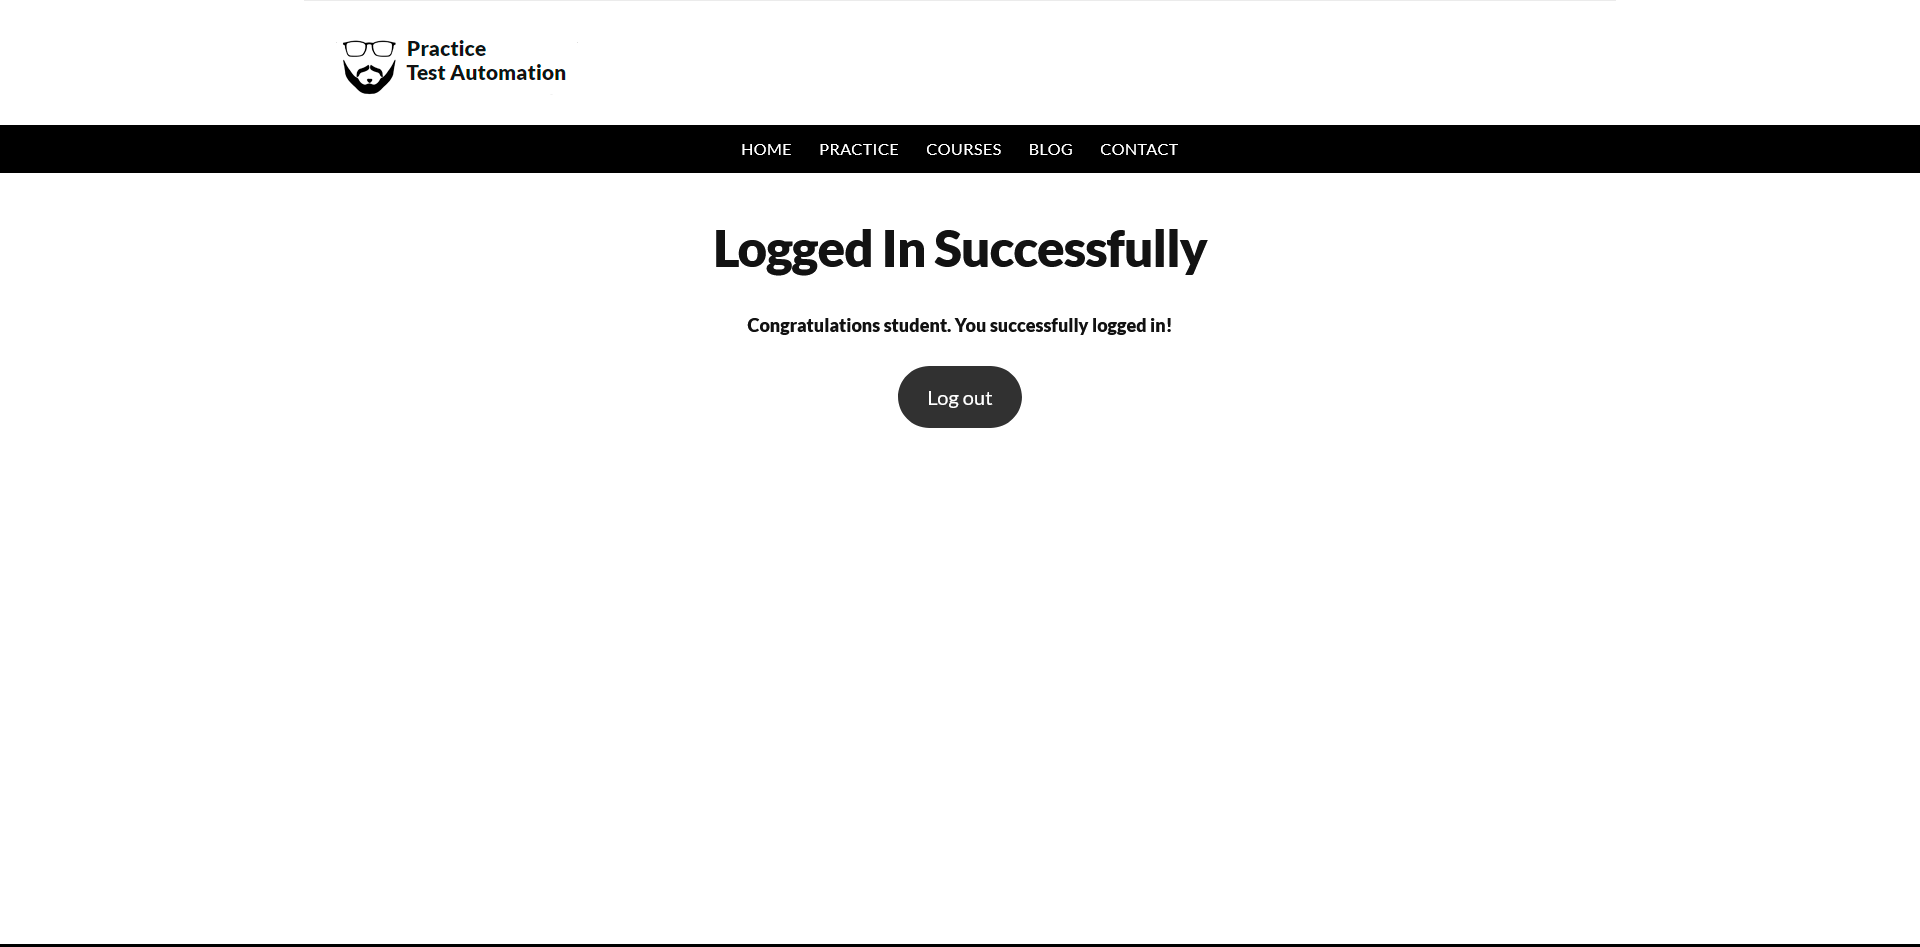 Practice
Test Automation
HOME PRACTICE COURSES BLOG CONTACT
Logged In Successfully
Congratulations student. You successfully logged in!
Log out